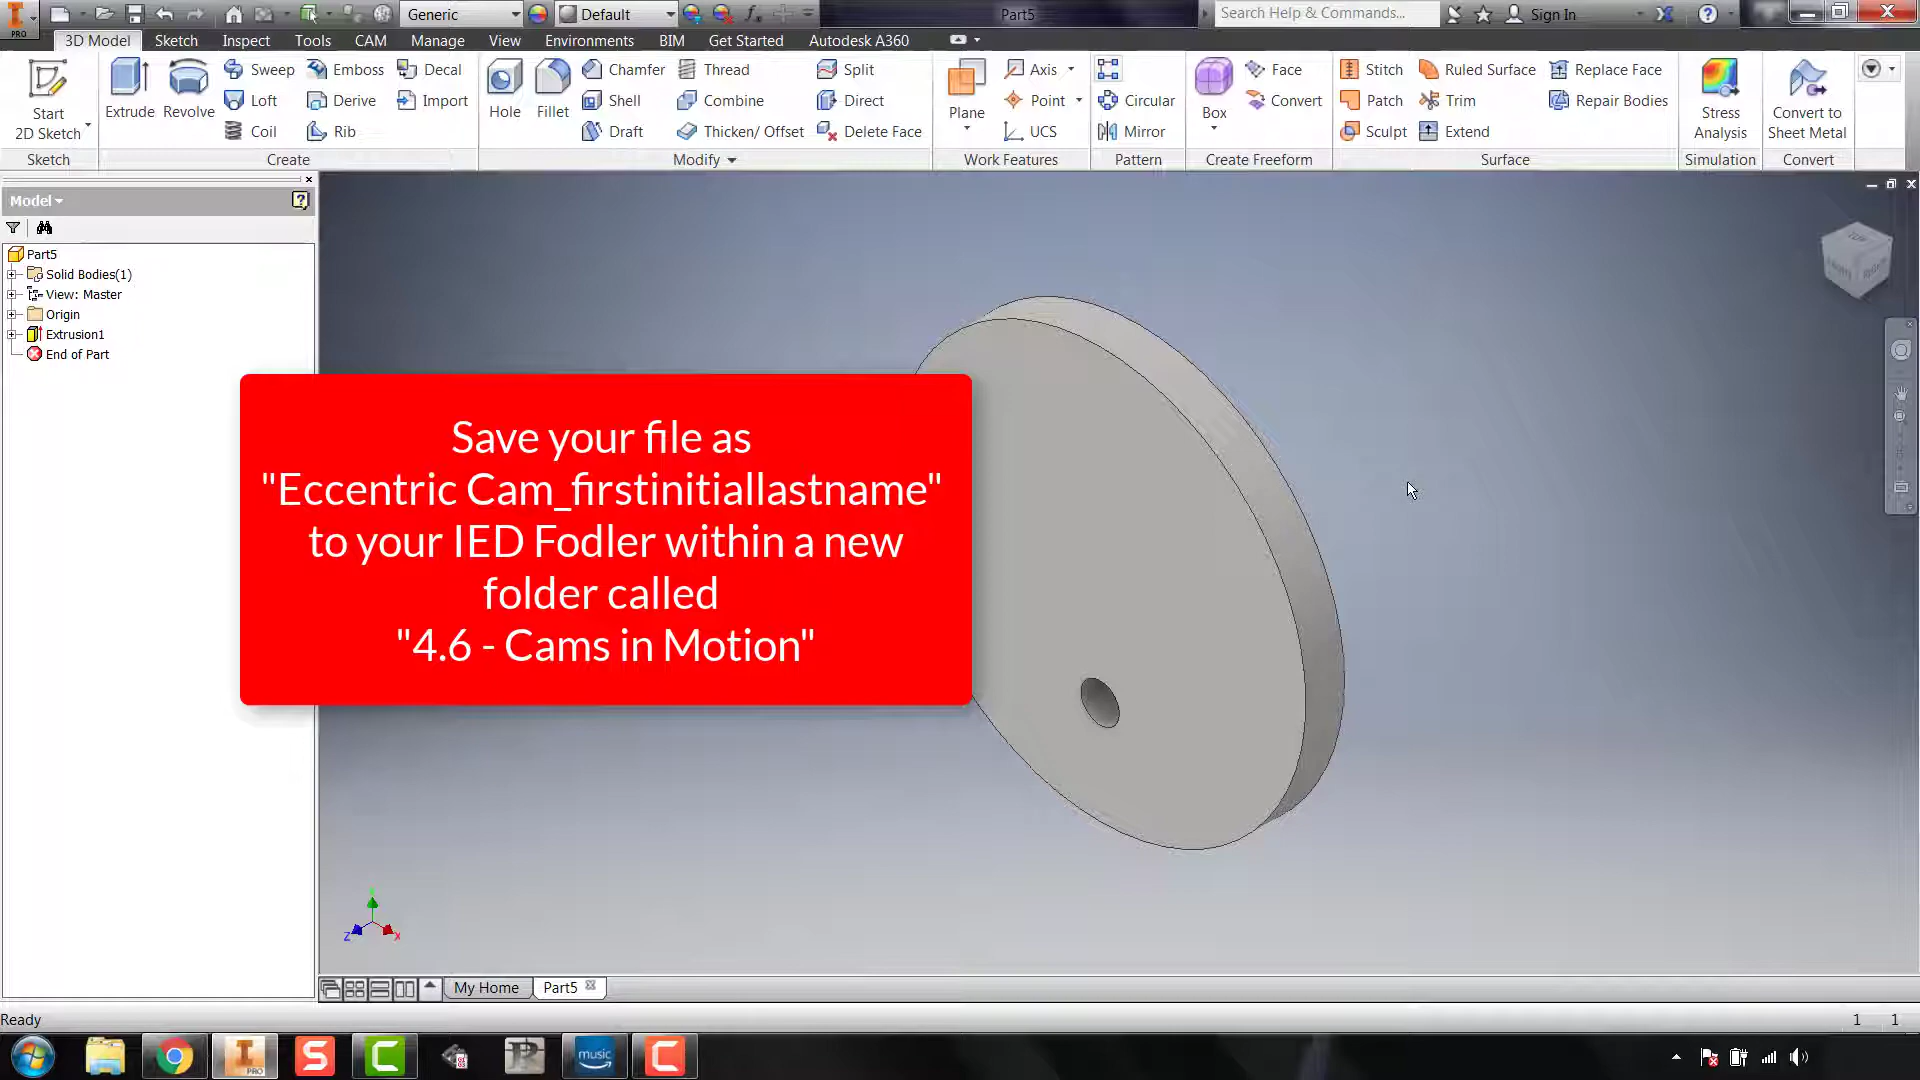 PRO
Generic
Default
Part5
Search Help & Commands...
Sign In
3D Model
Sketch
Inspect
Tools
CAM
Manage
View
Environments
BIM
Get Started
Autodesk A360
Start
2D Sketch
Extrude
Revolve
Sweep
Loft
Coil
Emboss
Derive
Rib
Decal
Import
Hole
Fillet
Chamfer
Shell
Draft
Thread
Combine
Thicken/ Offset
Split
Direct
Delete Face
Plane
Axis
Point
UCS
Circular
Mirror
Box
Face
Convert
Stitch
Patch
Sculpt
Ruled Surface
Trim
Extend
Replace Face
Repair Bodies
Stress
Analysis
Convert to
Sheet Metal
Sketch
Create
Modify
Work Features
Pattern
Create Freeform
Surface
Simulation
Convert
Model
Part5
Solid Bodies(1)
View: Master
Origin
Extrusion1
End of Part
Save your file as
"Eccentric Cam_firstinitiallastname"
to your IED Fodler within a new
folder called
"4.6 - Cams in Motion"
Z
X
My Home
Part5
Ready
1
1
PRO
music